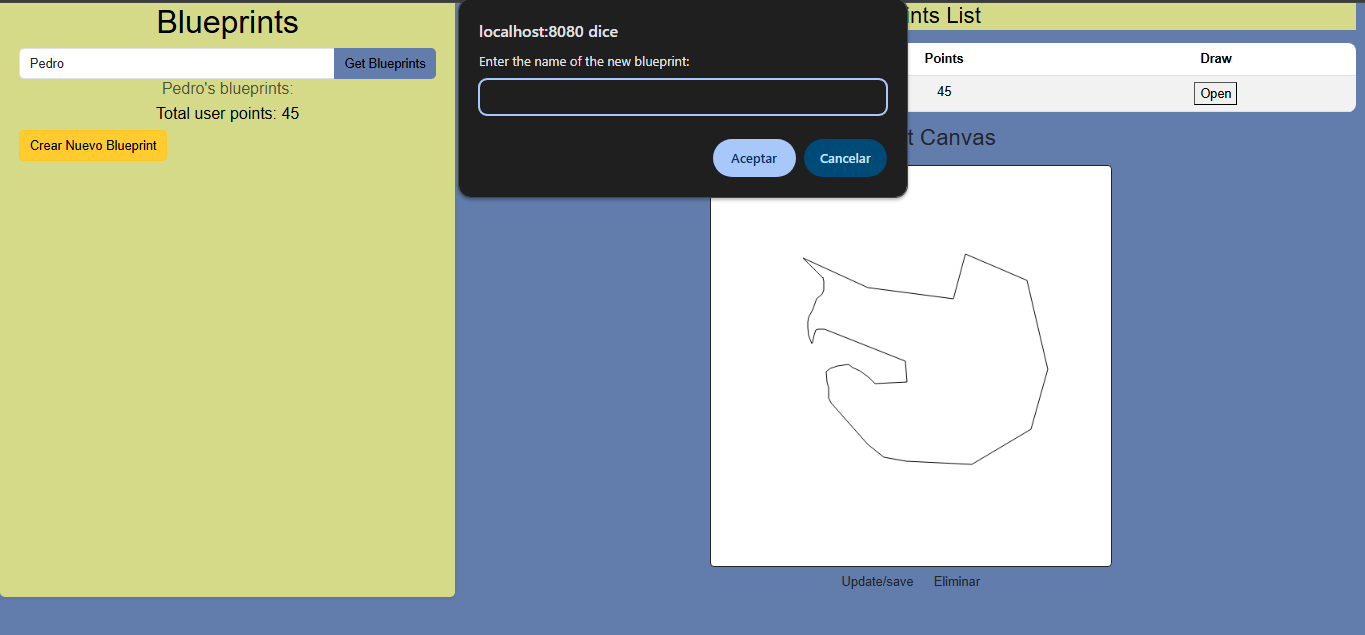 Blueprints
Pedro
Get Blueprints
Pedro's blueprints:
Total user points: 45
Crear Nuevo Blueprint
localhost:8080 dice
Enter the name of the new blueprint:
Aceptar
Cancelar
ints List
Points
Draw
45
Open
t Canvas
Update/save
Eliminar